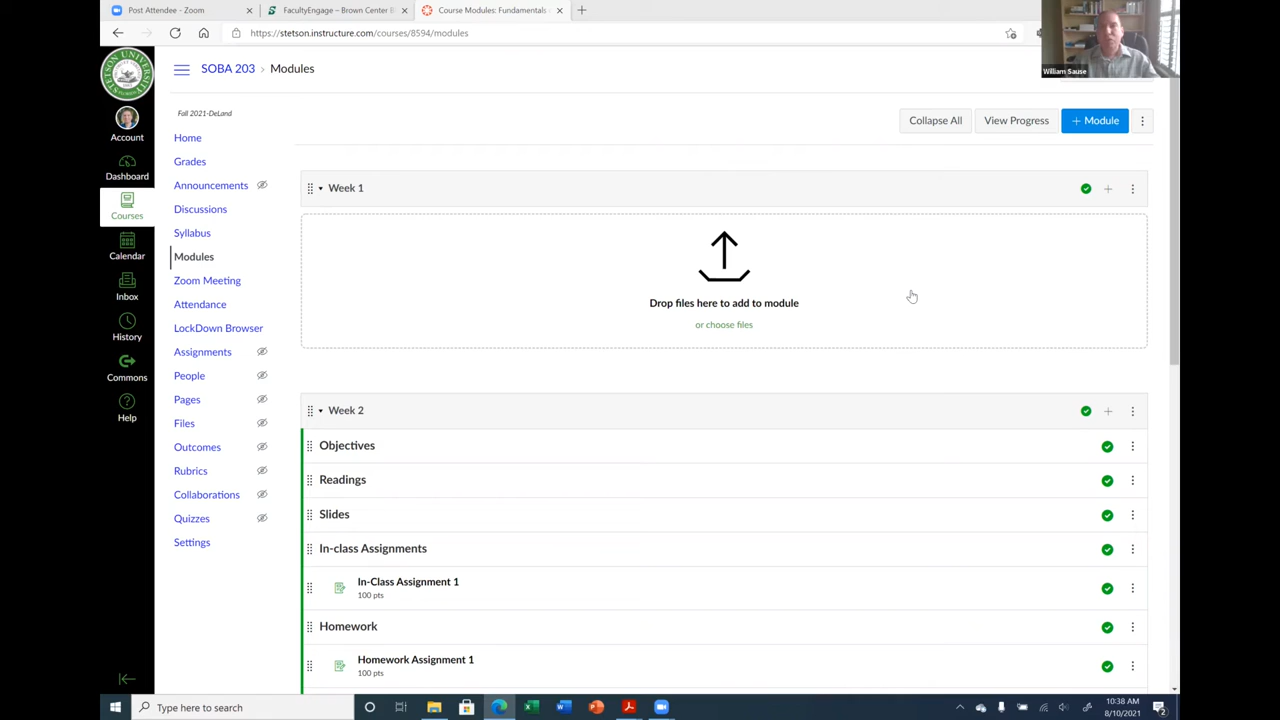 Post Attendee - Zoom
FacultyEngage – Brown Center
Course Modules: Fundamentals
https://stetson.instructure.com/courses/8594/modules
William Sause
STETSON UNIVERSITY
SOBA 203 › Modules
Fall 2021-DeLand
Account
Dashboard
Courses
Calendar
Inbox
History
Commons
Help
Home
Grades
Announcements
Discussions
Syllabus
Modules
Zoom Meeting
Attendance
LockDown Browser
Assignments
People
Pages
Files
Outcomes
Rubrics
Collaborations
Quizzes
Settings
Collapse All
View Progress
+ Module
Week 1
Drop files here to add to module
or choose files
Week 2
Objectives
Readings
Slides
In-class Assignments
In-Class Assignment 1
100 pts
Homework
Homework Assignment 1
100 pts
Type here to search
10:38 AM
8/10/2021
2